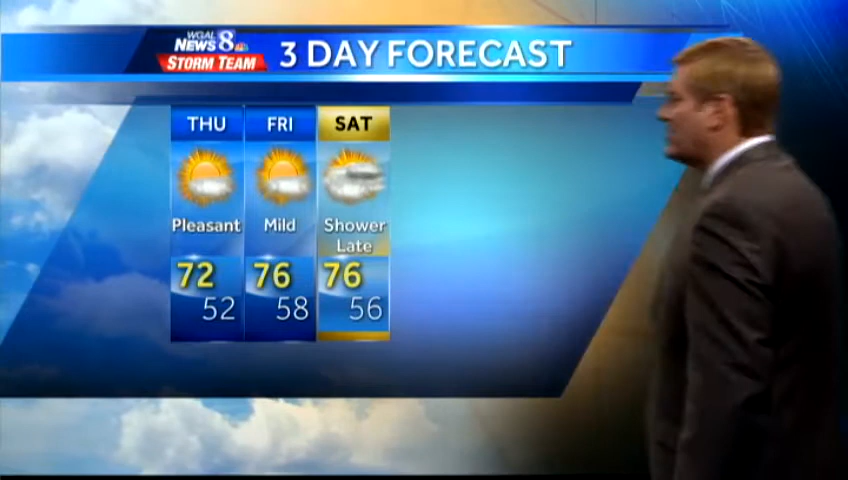 WGAL
NEWS 8
STORM TEAM
3 DAY FORECAST
THU FRI SAT
Pleasant Mild Shower
Late
72 76 76
52 58 56